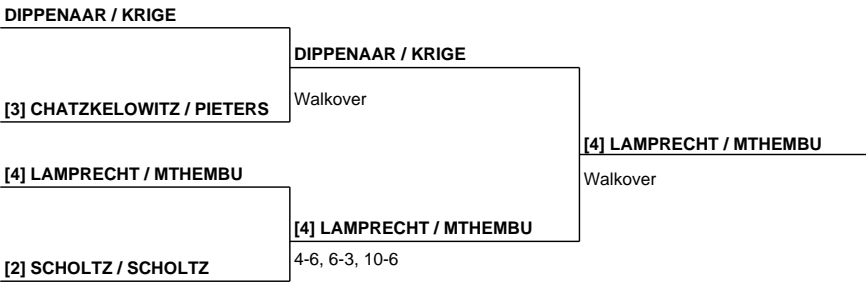 DIPPENAAR / KRIGE
DIPPENAAR / KRIGE
Walkover
[3] CHATZKELOWITZ / PIETERS
[4] LAMPRECHT / MTHEMBU
Walkover
[4] LAMPRECHT / MTHEMBU
[4] LAMPRECHT / MTHEMBU
4-6, 6-3, 10-6
[2] SCHOLTZ / SCHOLTZ